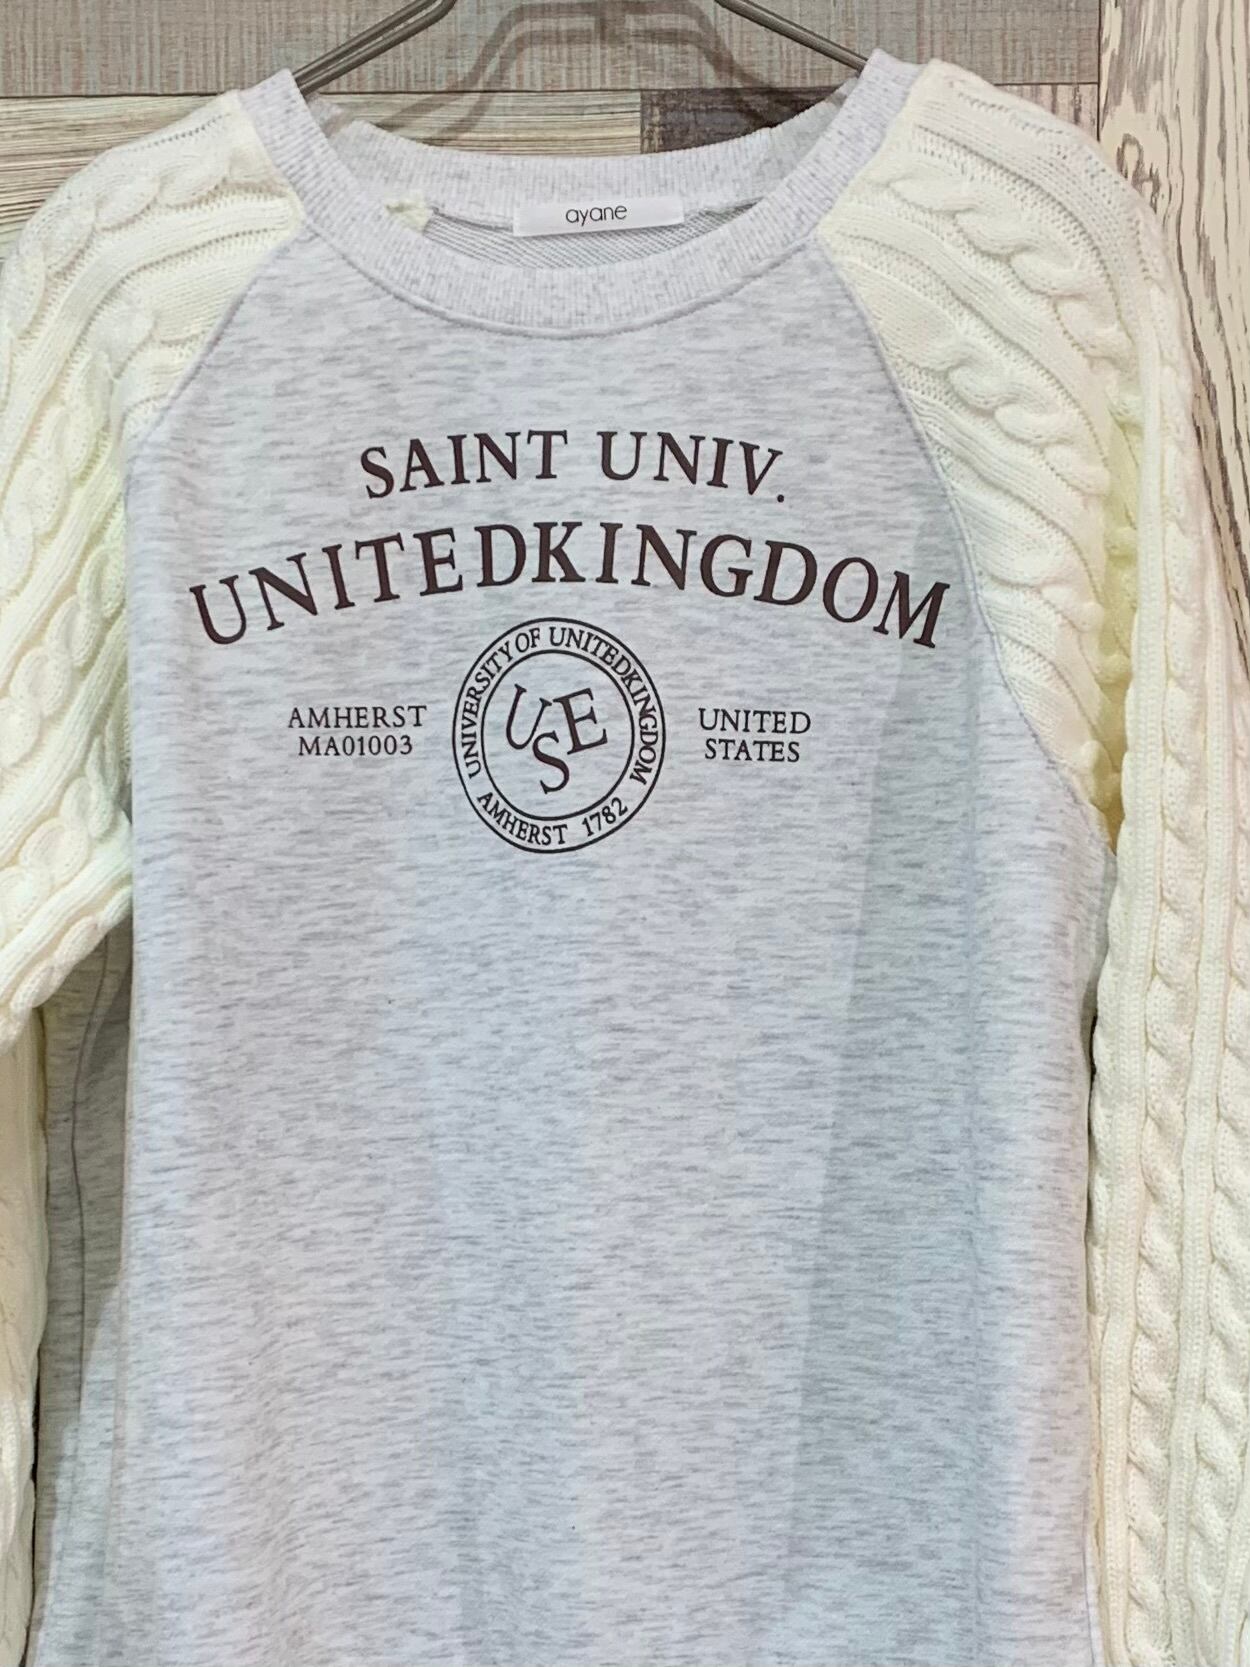 ayane
SAINT UNIV.
UNITEDKINGDOM
UNIVERSITY OF UNITEDKINGDOM
AMHERST
MA01003
USE
UNITED
STATES
AMHERST 1782